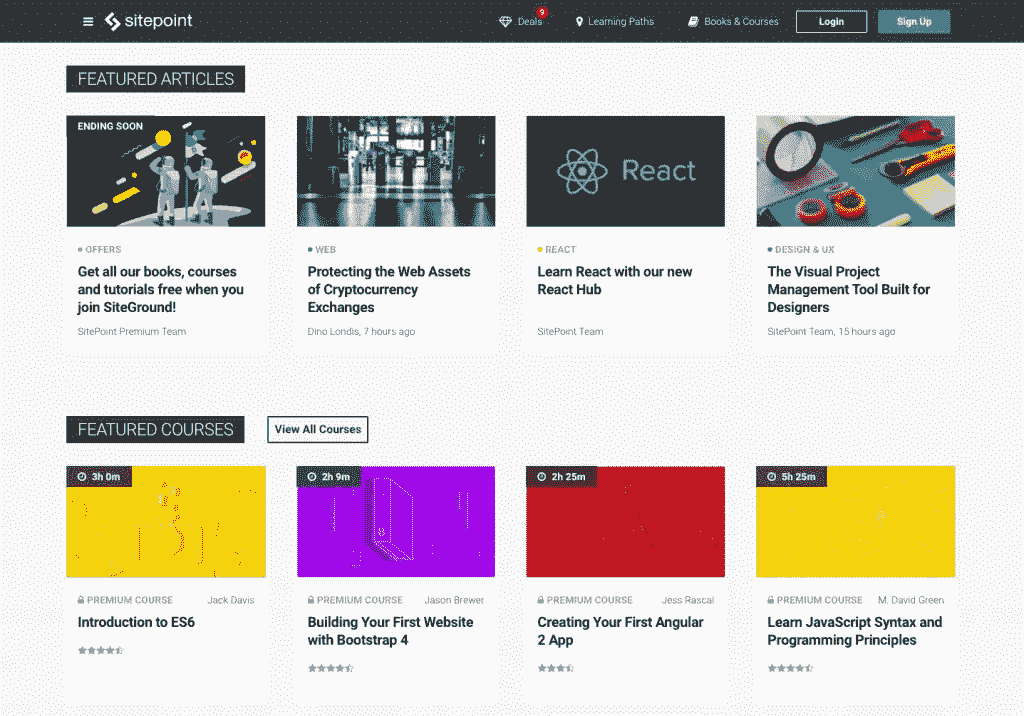 sitepoint
Deals 9
Learning Paths
Books & Courses
Login
Sign Up
FEATURED ARTICLES
ENDING SOON
React
OFFERS
Get all our books, courses
and tutorials free when you
join SiteGround!
SitePoint Premium Team
WEB
Protecting the Web Assets
of Cryptocurrency
Exchanges
Dino Londis, 7 hours ago
REACT
Learn React with our new
React Hub
SitePoint Team
DESIGN & UX
The Visual Project
Management Tool Built for
Designers
SitePoint Team, 15 hours ago
FEATURED COURSES
View All Courses
3h 0m
PREMIUM COURSE
Jack Davis
Introduction to ES6
2h 9m
PREMIUM COURSE
Jason Brewer
Building Your First Website
with Bootstrap 4
2h 25m
PREMIUM COURSE
Jess Rascal
Creating Your First Angular
2 App
5h 25m
PREMIUM COURSE
M. David Green
Learn JavaScript Syntax and
Programming Principles